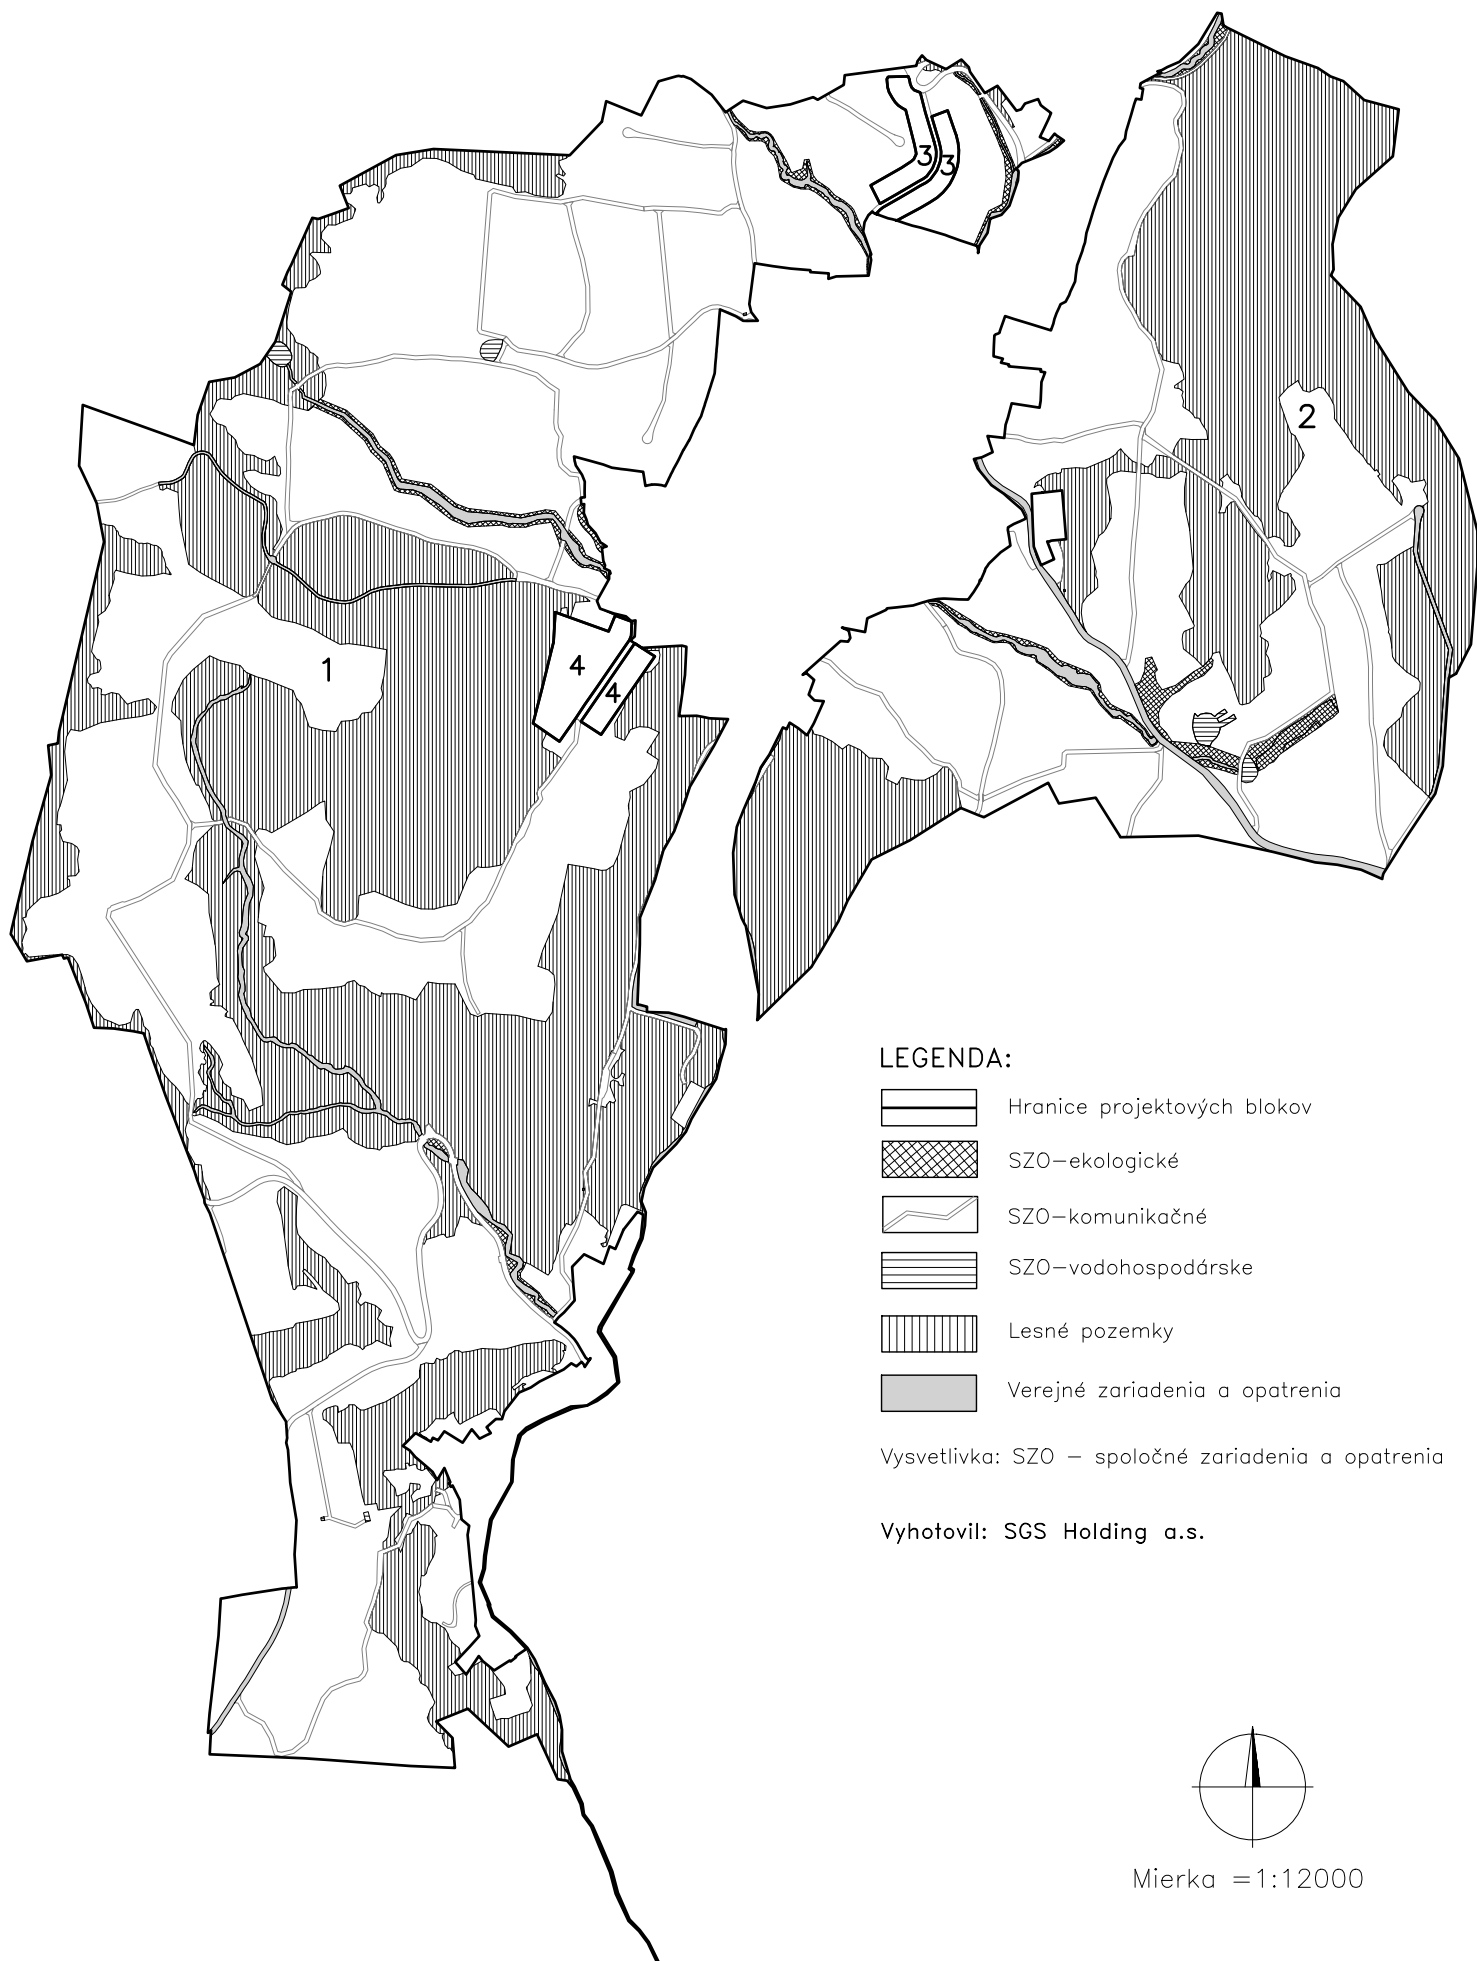 3
3
2
1
4
4
LEGENDA:
Hranice projektových blokov
SZO-ekologické
SZO-komunikačné
SZO-vodohospodárske
Lesné pozemky
Verejné zariadenia a opatrenia
Vysvetlivka: SZO - spoločné zariadenia a opatrenia
Vyhotovil: SGS Holding a.s.
Mierka =1:12000